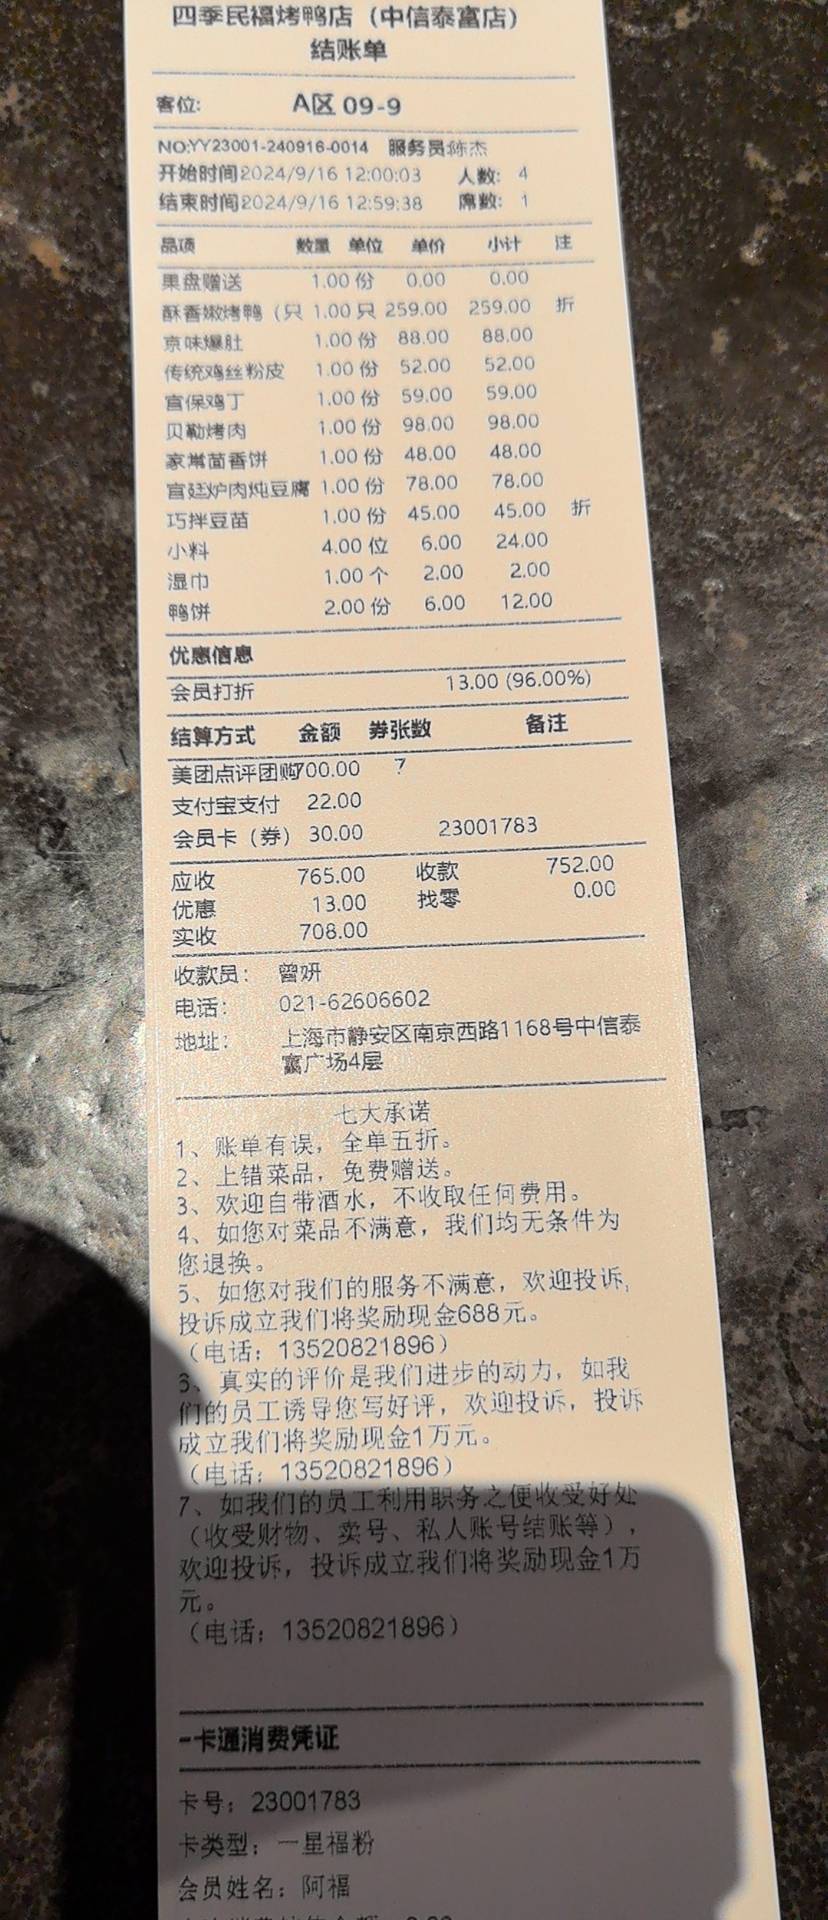 四季民福烤鸭店（中信泰富店）
结账单
客位: A区 09-9
NO:YY23001-240916-0014 服务员:陈杰
开始时间2024/9/16 12:00:03 人数: 4
结束时间2024/9/16 12:59:38 席数: 1
品项 数量 单位 单价 小计 注
果盘赠送 1.00 份 0.00 0.00
酥香嫩烤鸭（只 1.00 只 259.00 259.00 折
京味爆肚 1.00 份 88.00 88.00
传统鸡丝粉皮 1.00 份 52.00 52.00
宫保鸡丁 1.00 份 59.00 59.00
贝勒烤肉 1.00 份 98.00 98.00
家常茴香饼 1.00 份 48.00 48.00
宫廷炉肉炖豆腐 1.00 份 78.00 78.00
巧拌豆苗 1.00 份 45.00 45.00 折
小料 4.00 位 6.00 24.00
湿巾 1.00 个 2.00 2.00
鸭饼 2.00 份 6.00 12.00
优惠信息
会员打折 13.00 (96.00%)
结算方式 金额 券张数 备注
美团点评团购700.00 7
支付宝支付 22.00
会员卡（券） 30.00 23001783
应收 765.00 收款 752.00
优惠 13.00 找零 0.00
实收 708.00
收款员: 曾妍
电话: 021-62606602
地址: 上海市静安区南京西路1168号中信泰
富广场4层
七大承诺
1、账单有误，全单五折。
2、上错菜品，免费赠送。
3、欢迎自带酒水，不收取任何费用。
4、如您对菜品不满意，我们均无条件为
您退换。
5、如您对我们的服务不满意，欢迎投诉,
投诉成立我们将奖励现金688元。
（电话：13520821896）
6、真实的评价是我们进步的动力，如我
们的员工诱导您写好评，欢迎投诉，投诉
成立我们将奖励现金1万元。
（电话：13520821896）
7、如我们的员工利用职务之便收受好处
（收受财物、卖号、私人账号结账等），
欢迎投诉，投诉成立我们将奖励现金1万
元。
（电话：13520821896）
一卡通消费凭证
卡号：23001783
卡类型：一星福粉
会员姓名：阿福